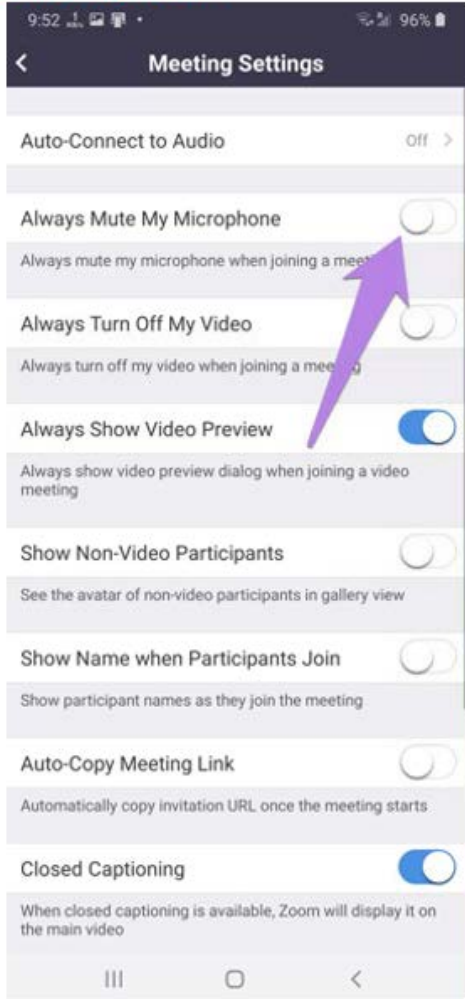 9:52
96%
Meeting Settings
Auto-Connect to Audio Off
Always Mute My Microphone
Always mute my microphone when joining a
Always Turn Off My Video
Always turn off my video when joining a
Always Show Video Preview
Always show video preview dialog when joining a video
meeting
Show Non-Video Participants
See the avatar of non-video participants in gallery view
Show Name when Participants Join
Show participant names as they join the meeting
Auto-Copy Meeting Link
Automatically copy invitation URL once the meeting starts
Closed Captioning
When closed captioning is available, Zoom will display it on
the main video